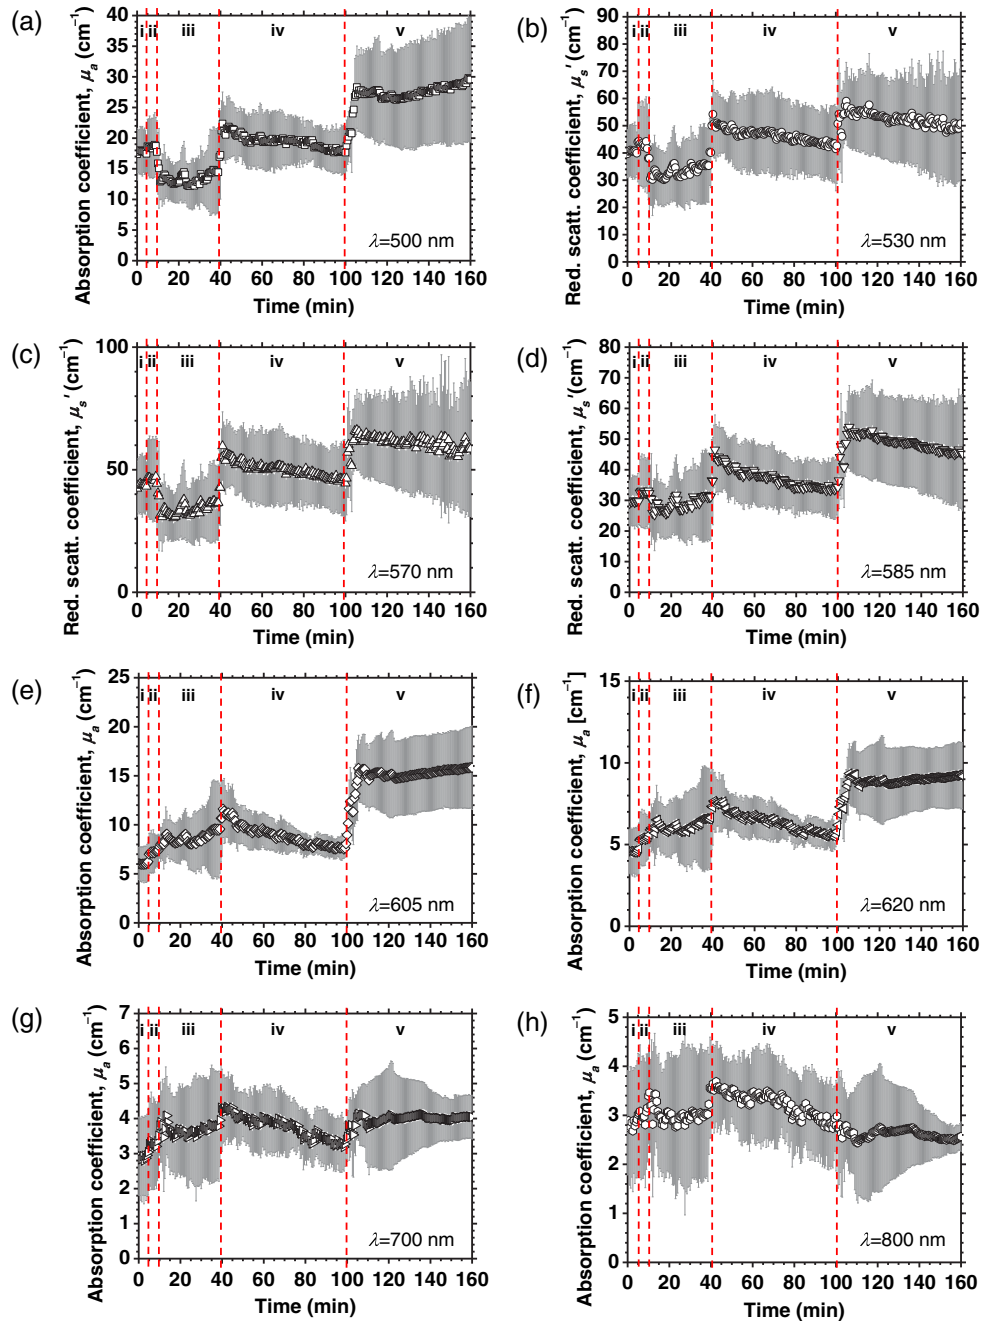 (a)
Absorption coefficient, μa (cm−1)
40
35
30
25
20
15
10
5
0
i ii iii iv v
λ=500 nm
0 20 40 60 80 100 120 140 160
Time (min)
(b)
Red. scatt. coefficient, μs′ (cm−1)
90
80
70
60
50
40
30
20
10
0
i ii iii iv v
λ=530 nm
0 20 40 60 80 100 120 160
Time (min)
(c)
Red. scatt. coefficient, μs′ (cm−1)
100
50
0
i ii iii iv v
λ=570 nm
0 20 40 60 80 100 120 140 160
Time (min)
(d)
Red. scatt. coefficient, μs′ (cm−1)
80
70
60
50
40
30
20
10
0
i ii iii iv v
λ=585 nm
0 20 40 60 80 100 120 140 160
Time (min)
(e)
Absorption coefficient, μa (cm−1)
25
20
15
10
5
0
i ii iii iv v
λ=605 nm
0 20 40 60 80 100 120 140 160
Time (min)
(f)
Absorption coefficient, μa [cm−1]
15
10
5
0
i ii iii iv v
λ=620 nm
0 20 40 60 80 100 120 140 160
Time (min)
(g)
Absorption coefficient, μa (cm−1)
7
6
5
4
3
2
1
0
i ii iii iv v
λ=700 nm
0 20 40 60 80 100 120 140 160
Time (min)
(h)
Absorption coefficient, μa (cm−1)
5
4
3
2
1
0
i ii iii iv v
λ=800 nm
0 20 40 60 80 100 120 140 160
Time (min)